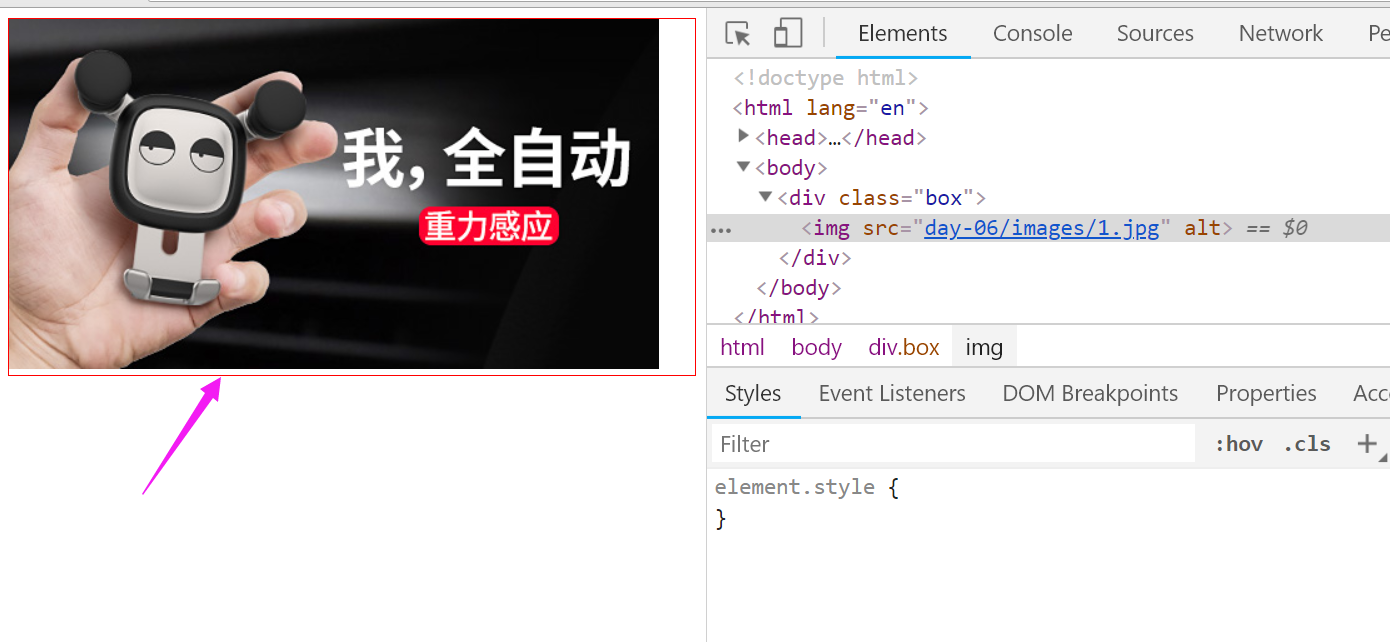 我，全自动
重力感应
Elements Console Sources Network Pe
<!doctype html>
<html lang="en">
<head>…</head>
<body>
<div class="box">
... <img src="day-06/images/1.jpg" alt> == $0
</div>
</body>
</html>
html body div.box img
Styles Event Listeners DOM Breakpoints Properties Acc
Filter :hov .cls +
element.style {
}